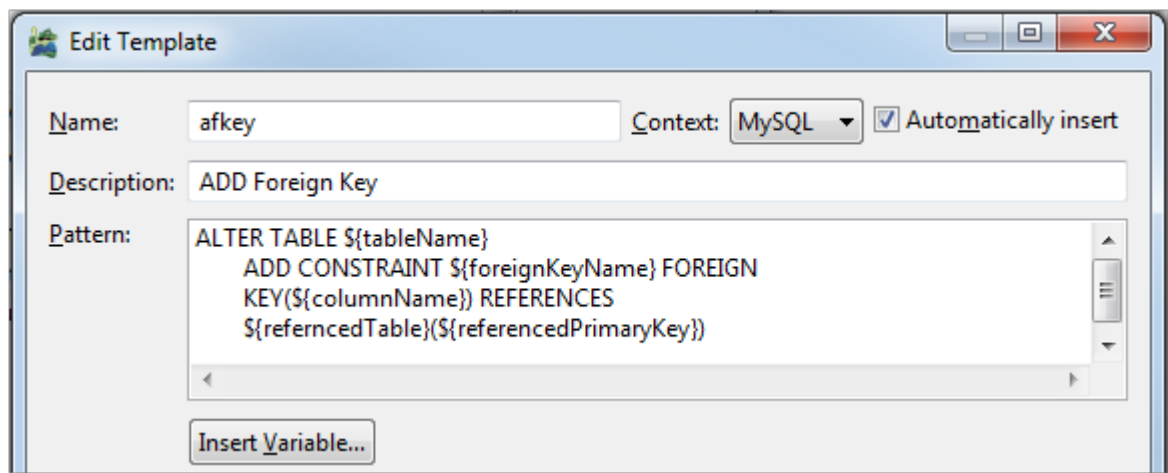 Edit Template
Name: afkey Context: MySQL Automatically insert
Description: ADD Foreign Key
Pattern: ALTER TABLE ${tableName}
ADD CONSTRAINT ${foreignKeyName} FOREIGN
KEY(${columnName}) REFERENCES
${referncedTable}(${referencedPrimaryKey})
Insert Variable...